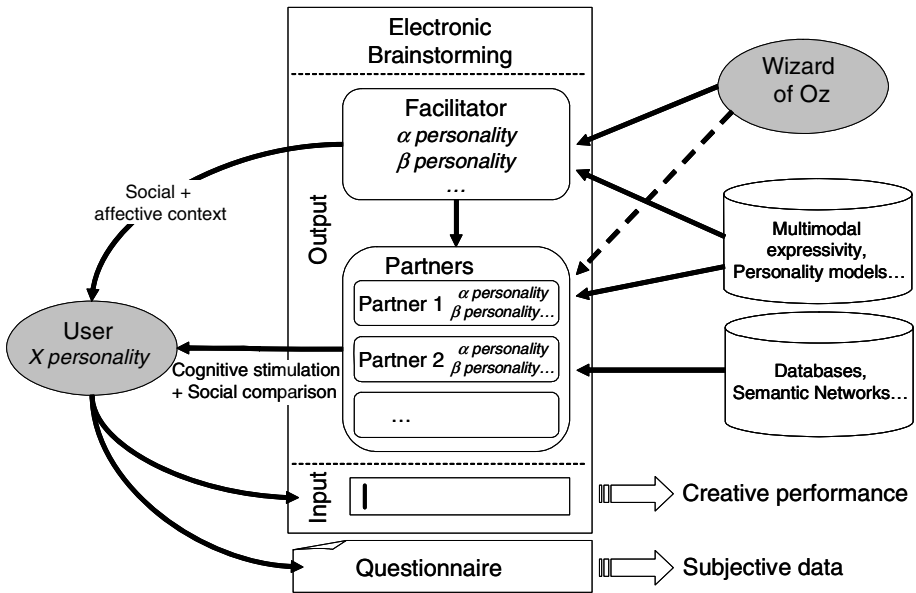 Electronic
Brainstorming
Facilitator
α personality
β personality
...
Wizard
of Oz
Social +
affective context
Output
Multimodal
expressivity,
Personality models...
Partners
Partner 1 α personality
β personality...
Partner 2 α personality
β personality...
...
User
X personality
Cognitive stimulation
+ Social comparison
Databases,
Semantic Networks...
Input
Creative performance
Questionnaire
Subjective data